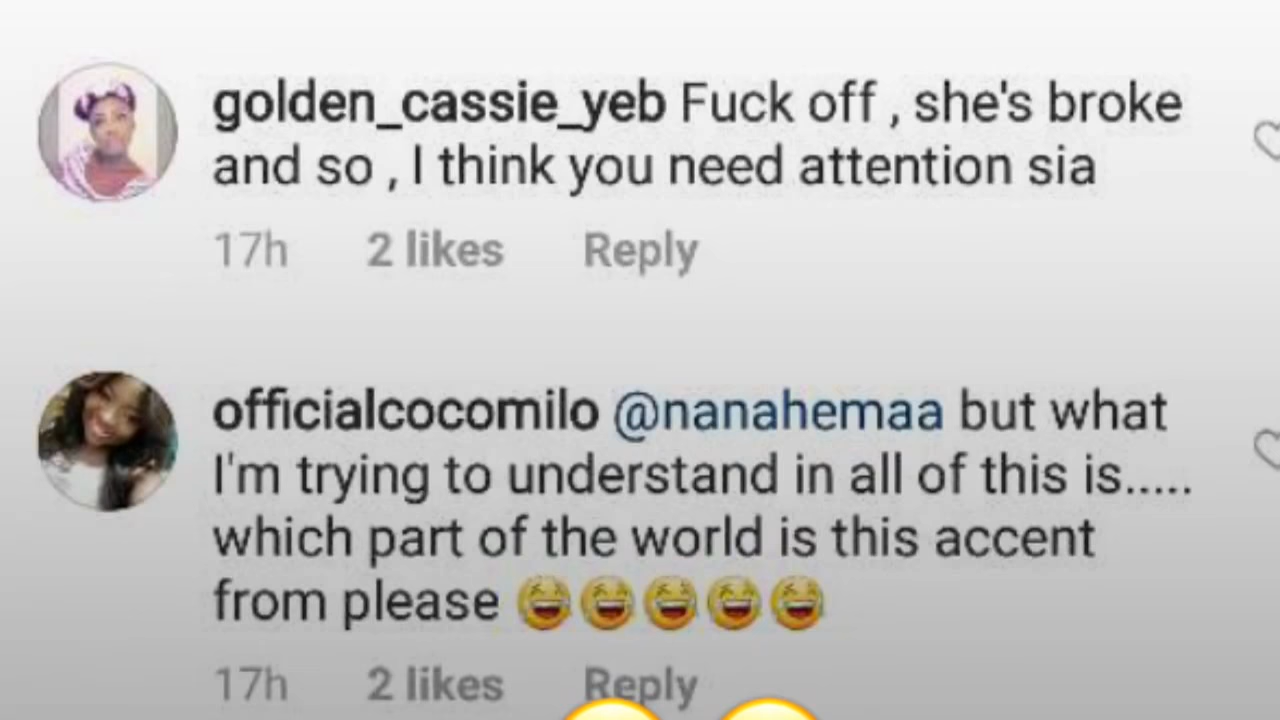 golden_cassie_yeb Fuck off , she's broke
and so , I think you need attention sia
17h 2 likes Reply
officialcocomilo @nanahemaa but what
I'm trying to understand in all of this is.....
which part of the world is this accent
from please 😆😆😆😆😆
17h 2 likes Reply